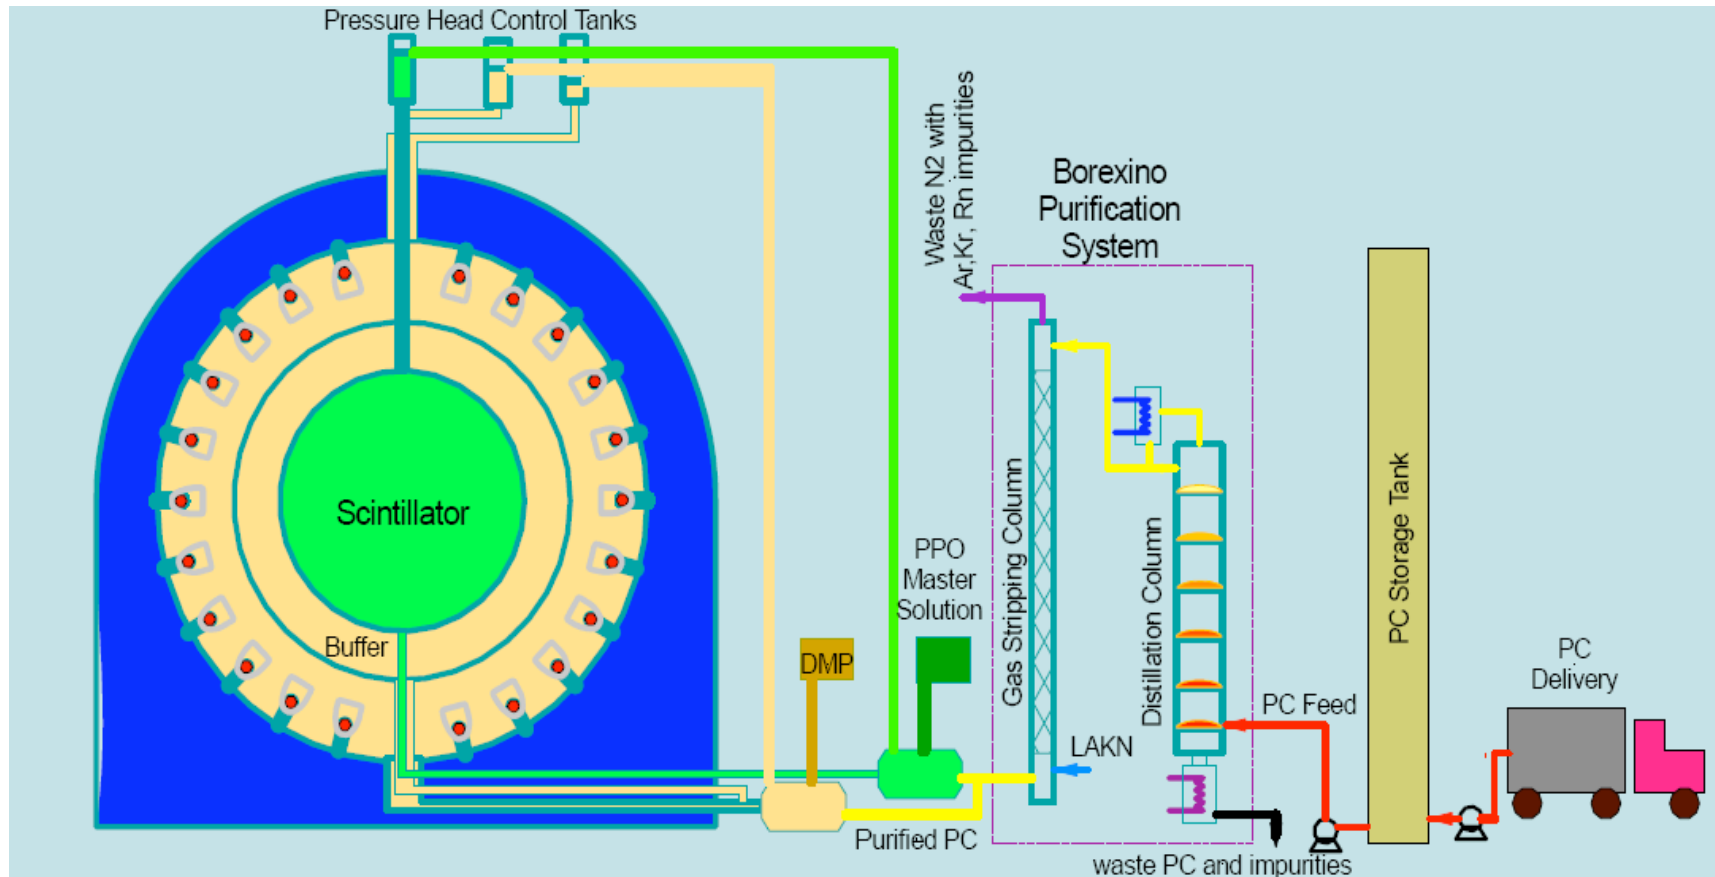 Pressure Head Control Tanks
Waste N2 with
Ar,Kr, Rn impurities
Borexino
Purification
System
Scintillator
Buffer
DMP
PPO
Master
Solution
Gas Stripping Column
Distillation Column
LAKN
Purified PC
waste PC and impurities
PC Feed
PC Storage Tank
PC
Delivery